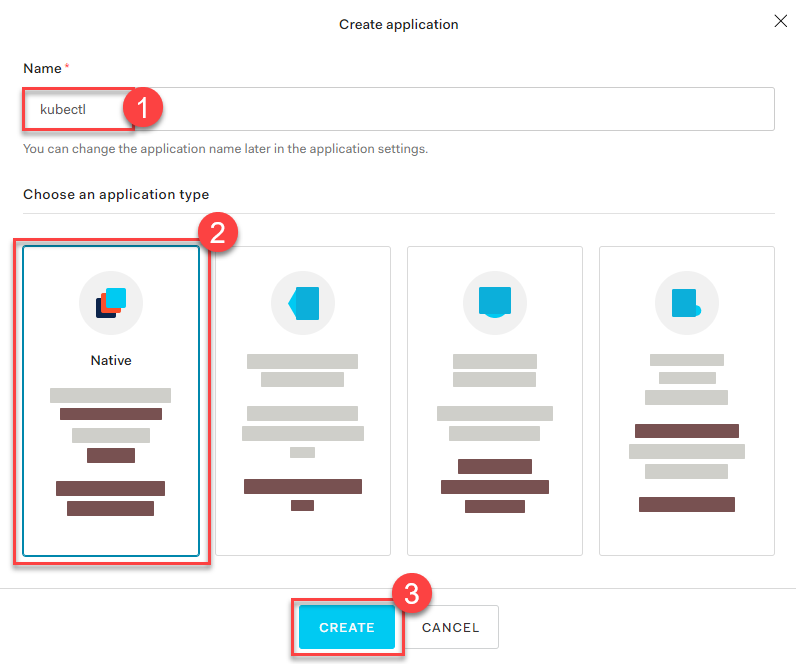 Create application
Name *
kubectl
1
You can change the application name later in the application settings.
Choose an application type
2
Native
3
CREATE
CANCEL